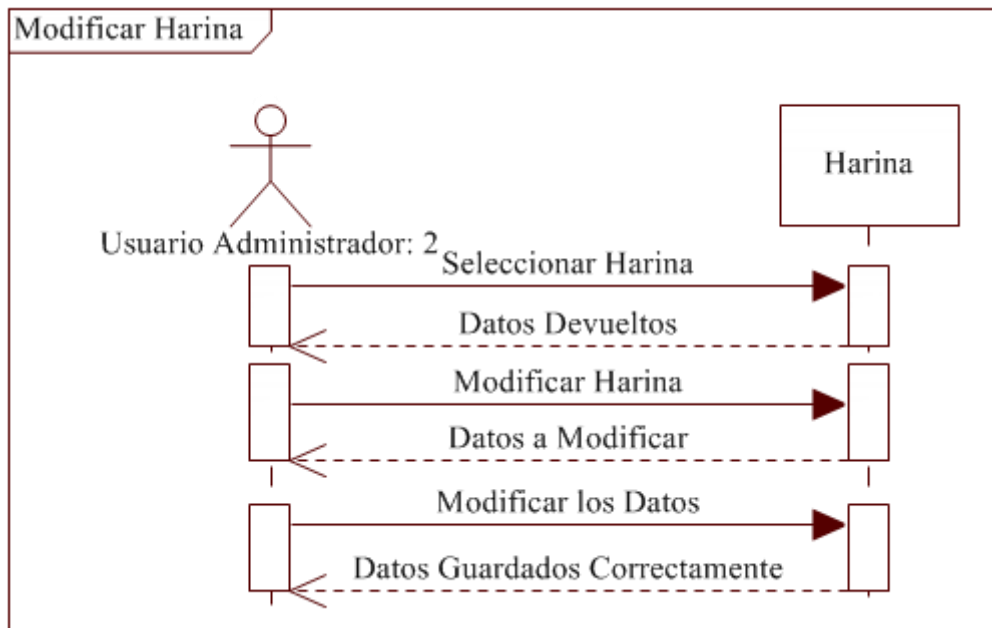 Modificar Harina
Harina
Usuario Administrador: 2
Seleccionar Harina
Datos Devueltos
Modificar Harina
Datos a Modificar
Modificar los Datos
Datos Guardados Correctamente